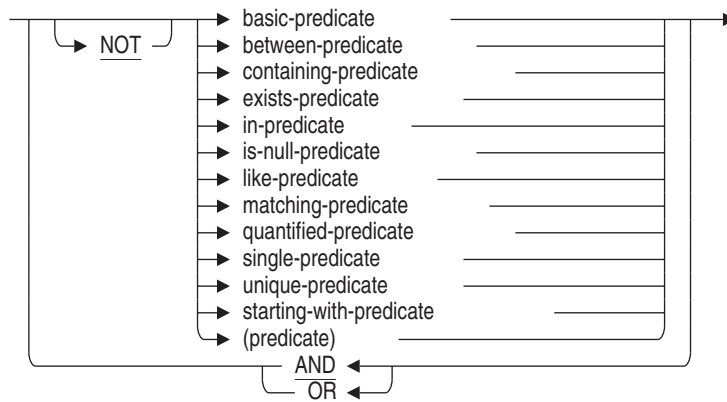 basic-predicate
NOT
between-predicate
containing-predicate
exists-predicate
in-predicate
is-null-predicate
like-predicate
matching-predicate
quantified-predicate
single-predicate
unique-predicate
starting-with-predicate
(predicate)
AND
OR